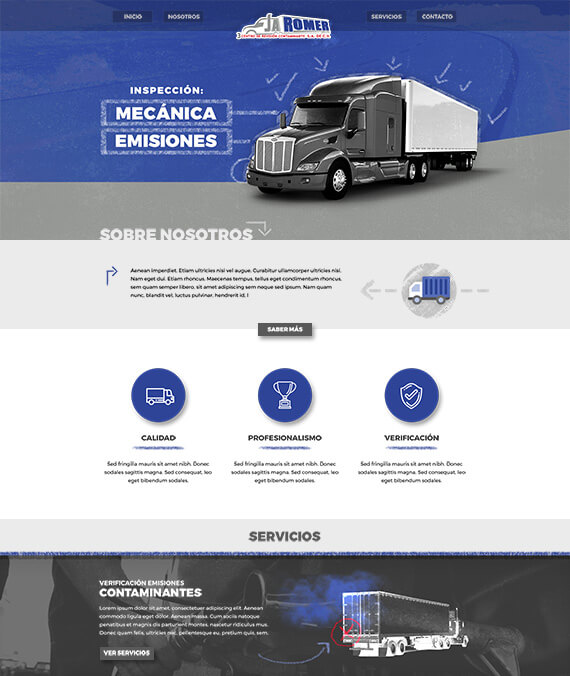 INICIO
NOSOTROS
JA ROMER
SERVICIOS
CONTACTO
INSPECCIÓN:
MECÁNICA
EMISIONES
SOBRE NOSOTROS
Aenean imperdiet. Etiam ultricies nisi vel augue. Curabitur ullamcorper ultricies nisi.
Nam eget dui. Etiam rhoncus. Maecenas tempus, tellus eget condimentum rhoncus,
sem quam semper libero, sit amet adipiscing sem neque sed ipsum. Nam quam
nunc, blandit vel, luctus pulvinar, hendrerit id, l
SABER MÁS
CALIDAD
Sed fringilla mauris sit amet nibh. Donec
sodales sagittis magna. Sed consequat, leo
eget bibendum sodales.
PROFESIONALISMO
Sed fringilla mauris sit amet nibh. Donec
sodales sagittis magna. Sed consequat, leo
eget bibendum sodales.
VERIFICACIÓN
Sed fringilla mauris sit amet nibh. Donec
sodales sagittis magna. Sed consequat, leo
eget bibendum sodales.
SERVICIOS
VERIFICACIÓN EMISIONES
CONTAMINANTES
Lorem ipsum dolor sit amet, consectetuer adipiscing elit. Aenean
commodo ligula eget dolor. Aenean massa. Cum sociis natoque
penatibus et magnis dis parturient montes, nascetur ridiculus mus.
Donec quam felis, ultricies nec, pellentesque eu, pretium quis, sem.
VER SERVICIOS